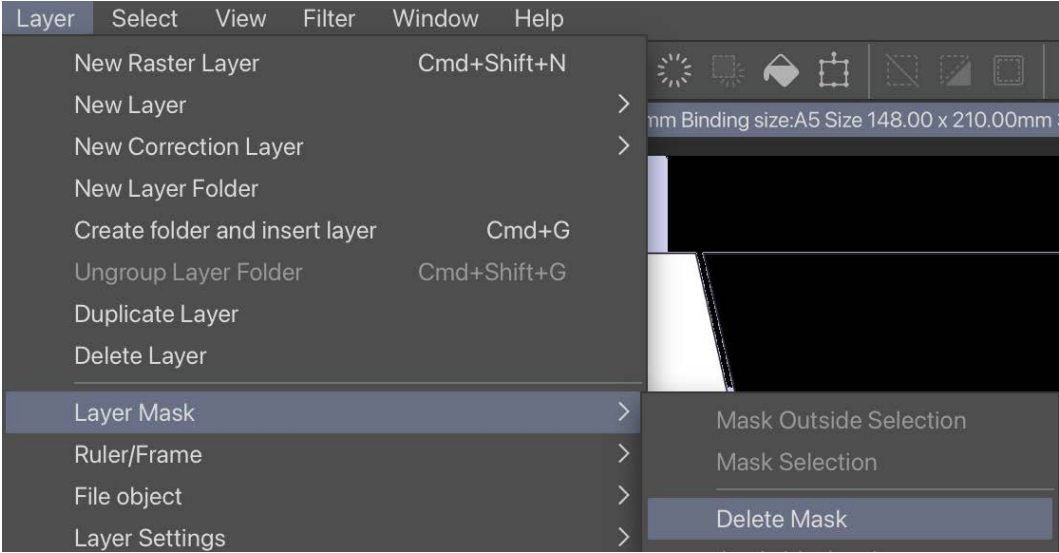 Layer Select View Filter Window Help
New Raster Layer Cmd+Shift+N
New Layer
New Correction Layer
New Layer Folder
Create folder and insert layer Cmd+G
Ungroup Layer Folder Cmd+Shift+G
Duplicate Layer
Delete Layer
Layer Mask
Ruler/Frame
File object
Layer Settings
mm Binding size:A5 Size 148.00 x 210.00mm
Mask Outside Selection
Mask Selection
Delete Mask